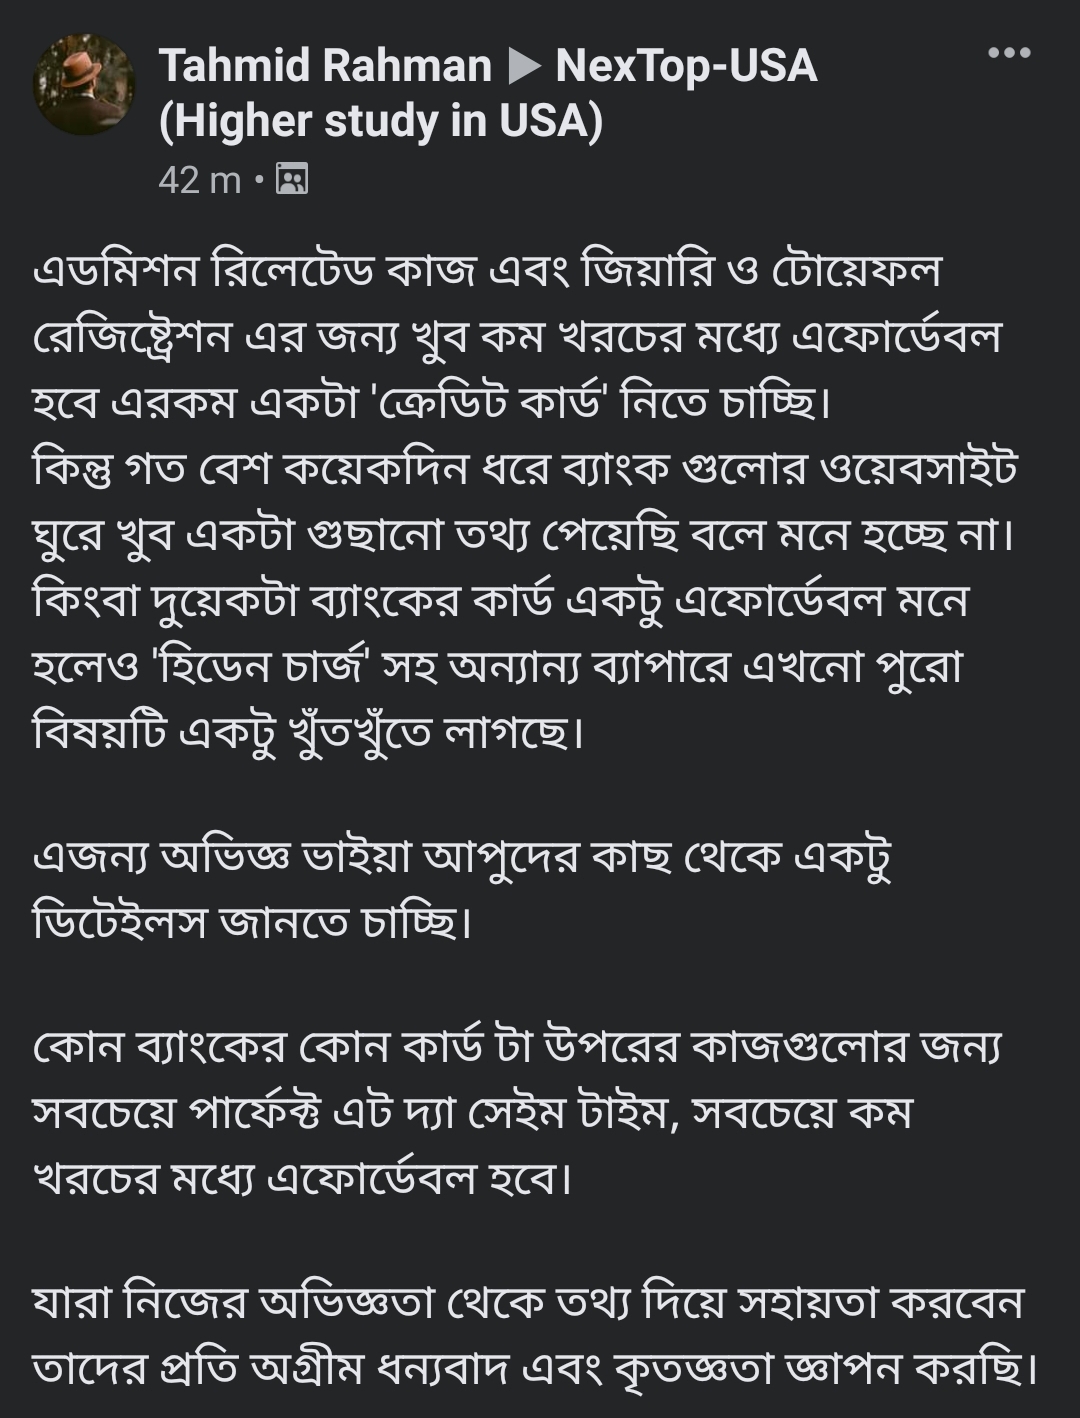 Tahmid Rahman ▶ NexTop-USA
(Higher study in USA)
42 m •
এডমিশন রিলেটেড কাজ এবং জিয়ারি ও টোয়েফল
রেজিষ্ট্রেশন এর জন্য খুব কম খরচের মধ্যে এফোর্ডেবল
হবে এরকম একটা 'ক্রেডিট কার্ড' নিতে চাচ্ছি।
কিন্তু গত বেশ কয়েকদিন ধরে ব্যাংক গুলোর ওয়েবসাইট
ঘুরে খুব একটা গুছানো তথ্য পেয়েছি বলে মনে হচ্ছে না।
কিংবা দুয়েকটা ব্যাংকের কার্ড একটু এফোর্ডেবল মনে
হলেও 'হিডেন চার্জ' সহ অন্যান্য ব্যাপারে এখনো পুরো
বিষয়টি একটু খুঁতখুঁতে লাগছে।
এজন্য অভিজ্ঞ ভাইয়া আপুদের কাছ থেকে একটু
ডিটেইলস জানতে চাচ্ছি।
কোন ব্যাংকের কোন কার্ড টা উপরের কাজগুলোর জন্য
সবচেয়ে পার্ফেক্ট এট দ্যা সেইম টাইম, সবচেয়ে কম
খরচের মধ্যে এফোর্ডেবল হবে।
যারা নিজের অভিজ্ঞতা থেকে তথ্য দিয়ে সহায়তা করবেন
তাদের প্রতি অগ্রীম ধন্যবাদ এবং কৃতজ্ঞতা জ্ঞাপন করছি।